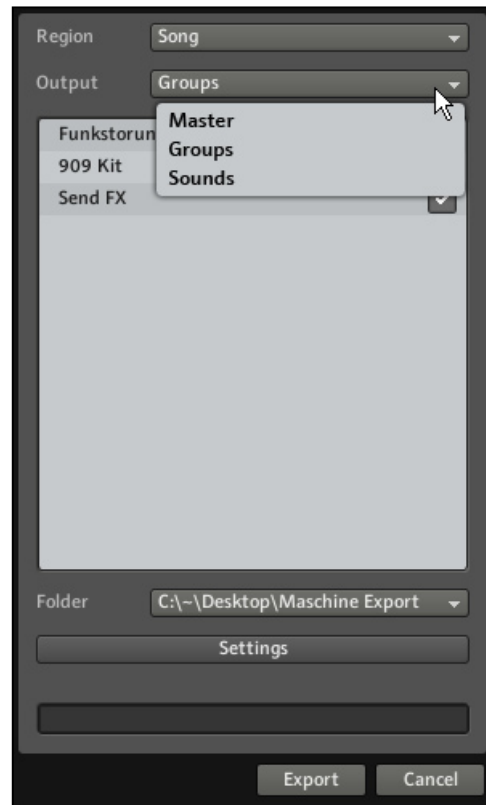 Region Song
Output Groups
Master
Groups
Sounds
Funkstorun
909 Kit
Send FX
Folder C:\~\Desktop\Maschine Export
Settings
Export Cancel